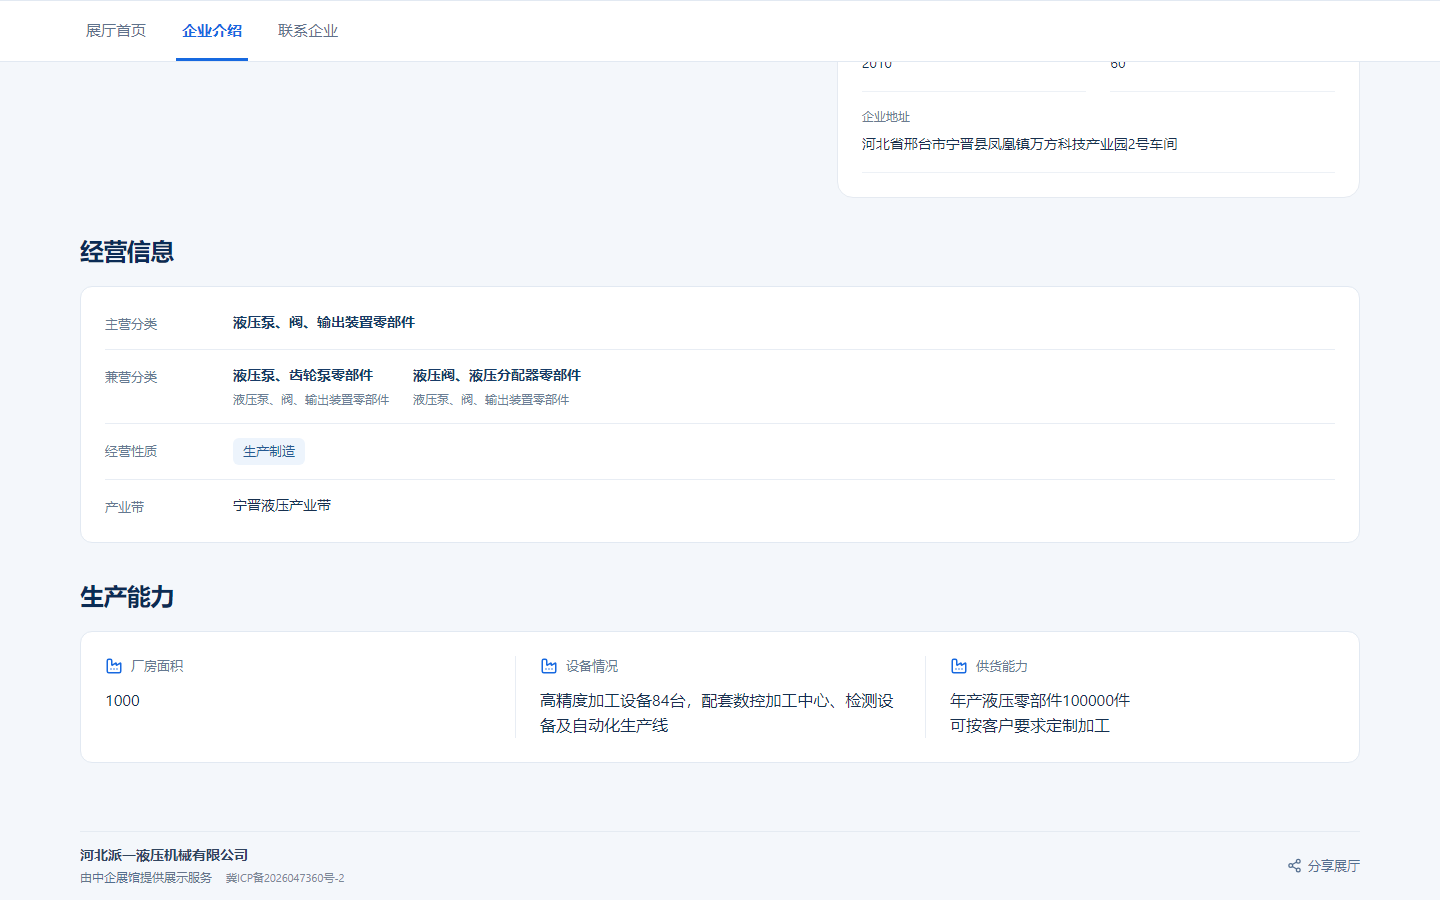 展厅首页 企业介绍 联系企业
2010 60
企业地址
河北省邢台市宁晋县凤凰镇万方科技产业园2号车间
经营信息
主营分类 液压泵、阀、输出装置零部件
兼营分类 液压泵、齿轮泵零部件 液压阀、液压分配器零部件
液压泵、阀、输出装置零部件 液压泵、阀、输出装置零部件
经营性质 生产制造
产业带 宁晋液压产业带
生产能力
厂房面积 设备情况 供货能力
1000 高精度加工设备84台，配套数控加工中心、检测设 年产液压零部件100000件
备及自动化生产线 可按客户要求定制加工
河北派一液压机械有限公司
由中企展馆提供展示服务 冀ICP备2026047360号-2
分享展厅